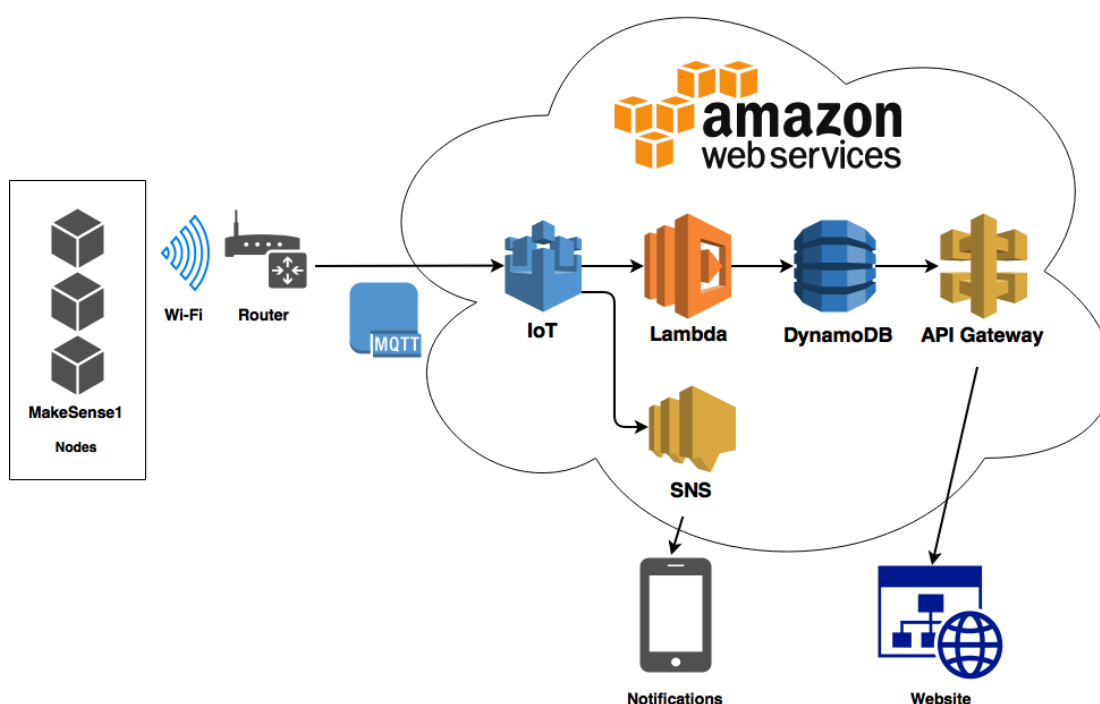 amazon
web services
Wi-Fi
Router
MQTT
IoT
Lambda
DynamoDB
API Gateway
MakeSense1
Nodes
SNS
Notifications
Website